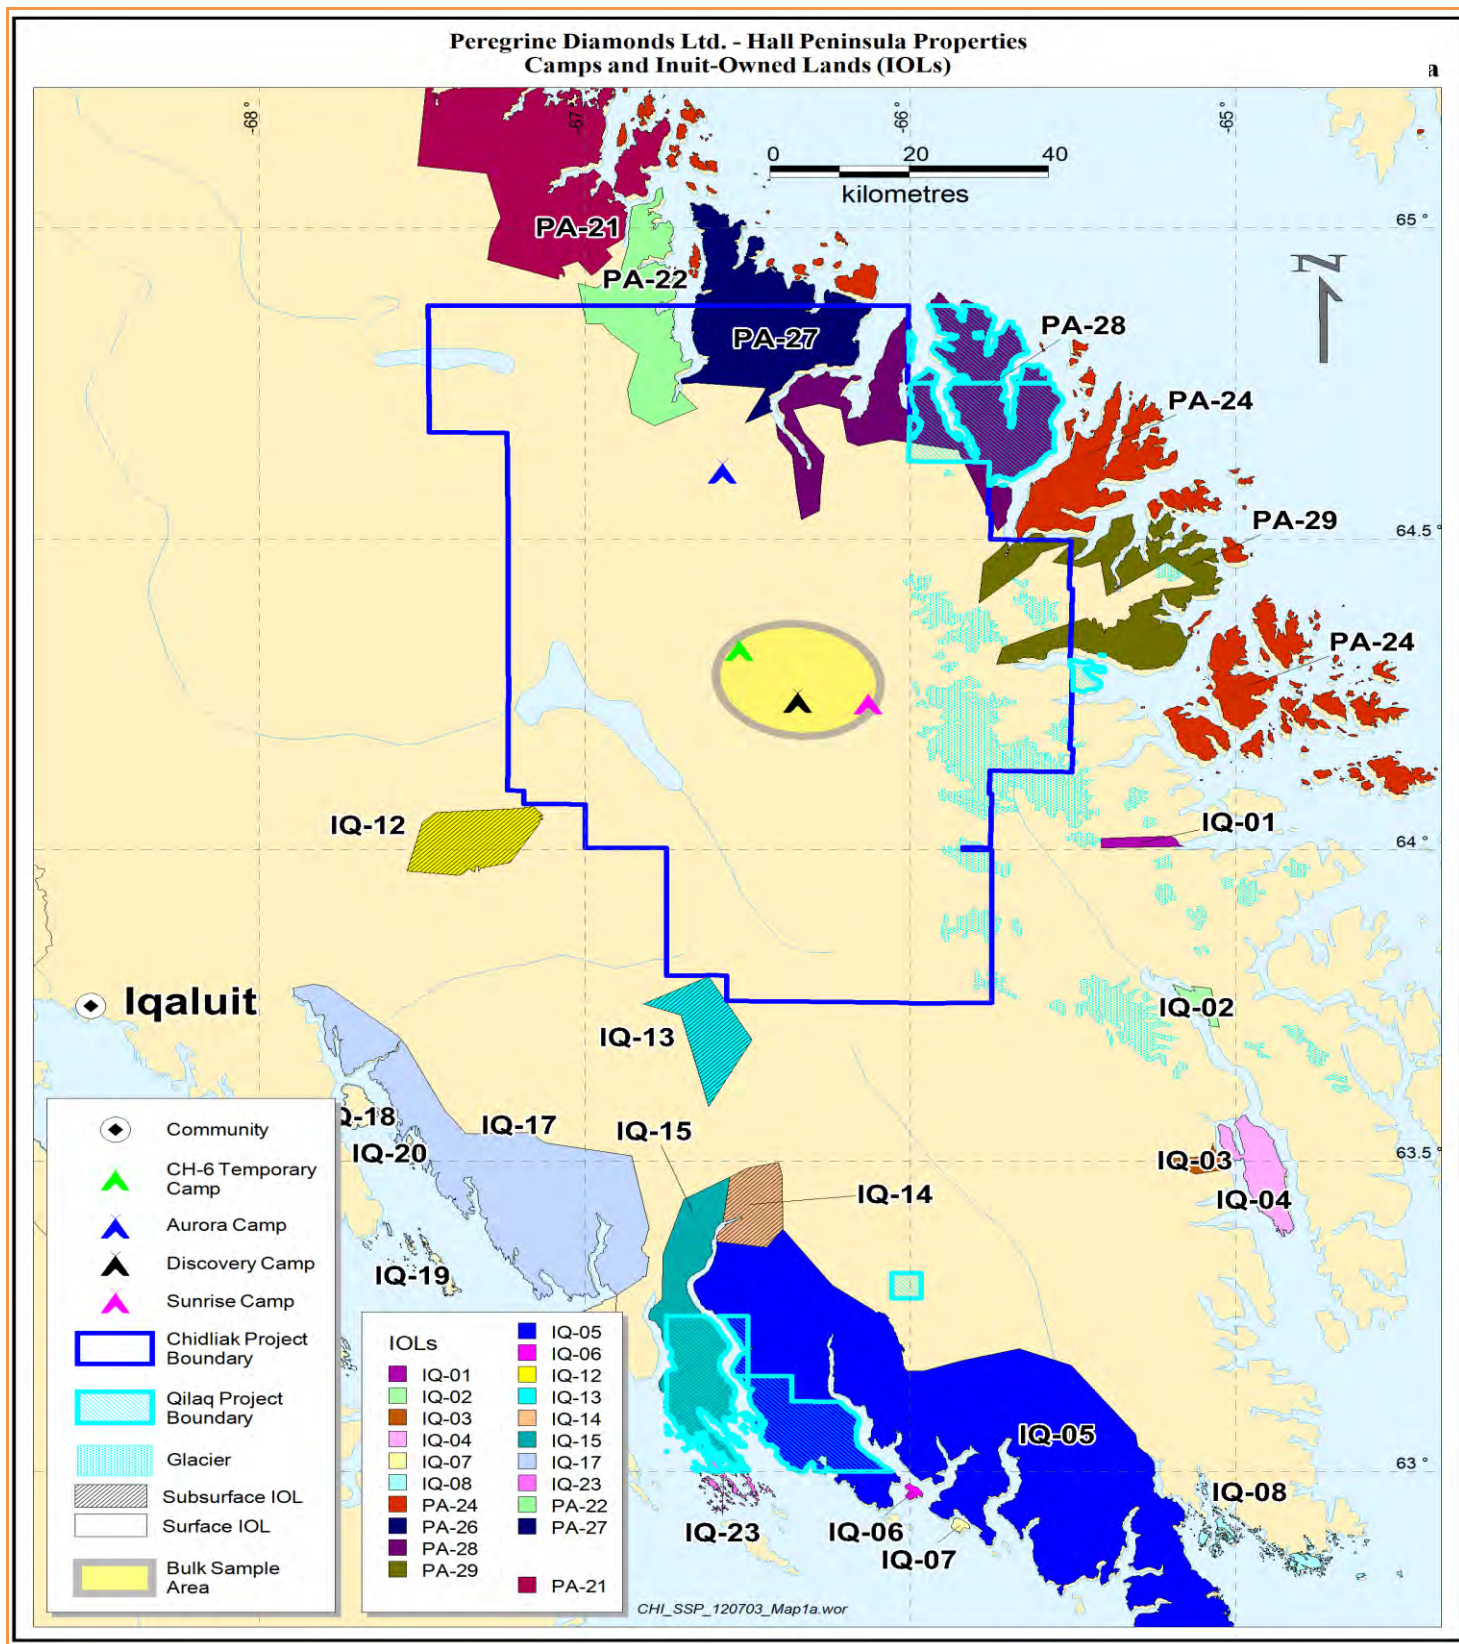 Peregrine Diamonds Ltd. - Hall Peninsula Properties
Camps and Inuit-Owned Lands (IOLs)
a
-68°
-67°
-66°
-65°
0 20 40
kilometres
PA-21
65°
PA-22
N
PA-27
PA-28
PA-24
PA-29
64.5°
PA-24
IQ-12
IQ-01
64°
Iqaluit
IQ-02
IQ-13
Q-18
IQ-17
IQ-15
IQ-20
IQ-03
63.5°
IQ-14
IQ-04
IQ-19
IQ-05
63°
IQ-08
IQ-23
IQ-06
IQ-07
Community
CH-6 Temporary
Camp
Aurora Camp
Discovery Camp
Sunrise Camp
Chidliak Project
Boundary
Qilaq Project
Boundary
Glacier
Subsurface IOL
Surface IOL
Bulk Sample
Area
IOLs
IQ-01
IQ-02
IQ-03
IQ-04
IQ-07
IQ-08
PA-24
PA-26
PA-28
PA-29
IQ-05
IQ-06
IQ-12
IQ-13
IQ-14
IQ-15
IQ-17
IQ-23
PA-22
PA-27
PA-21
CHI_SSP_120703_Map1a.wor